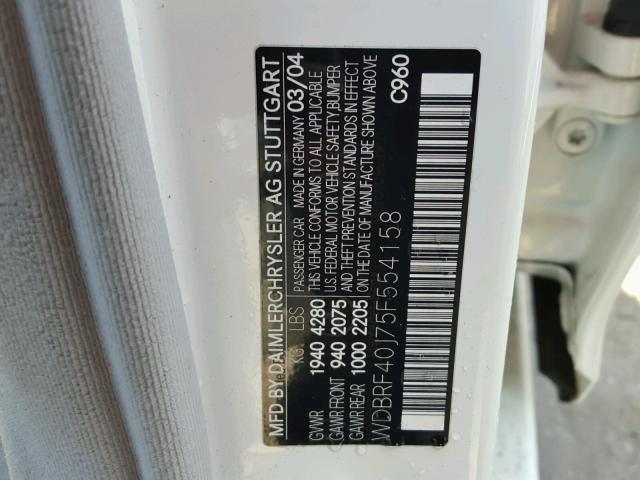 MFD BY DAIMLERCHRYSLER AG STUTTGART
KG LBS PASSENGER CAR MADE IN GERMANY 03/04
GVWR 1940 4280 THIS VEHICLE CONFORMS TO ALL APPLICABLE
GAWR FRONT 940 2075 U.S. FEDERAL MOTOR VEHICLE SAFETY, BUMPER
GAWR REAR 1000 2205 AND THEFT PREVENTION STANDARDS IN EFFECT
ON THE DATE OF MANUFACTURE SHOWN ABOVE
WDBRF40J75F554158 C960